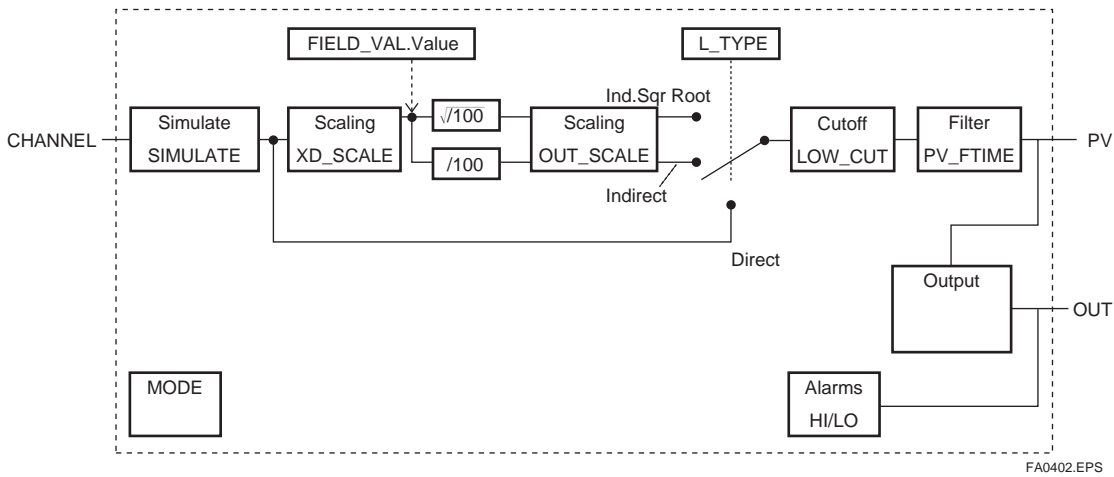 FIELD_VAL.Value
L_TYPE
CHANNEL
Simulate
SIMULATE
Scaling
XD_SCALE
√/100
/100
Scaling
OUT_SCALE
Ind.Sqr Root
Indirect
Direct
Cutoff
LOW_CUT
Filter
PV_FTIME
PV
Output
OUT
MODE
Alarms
HI/LO
FA0402.EPS